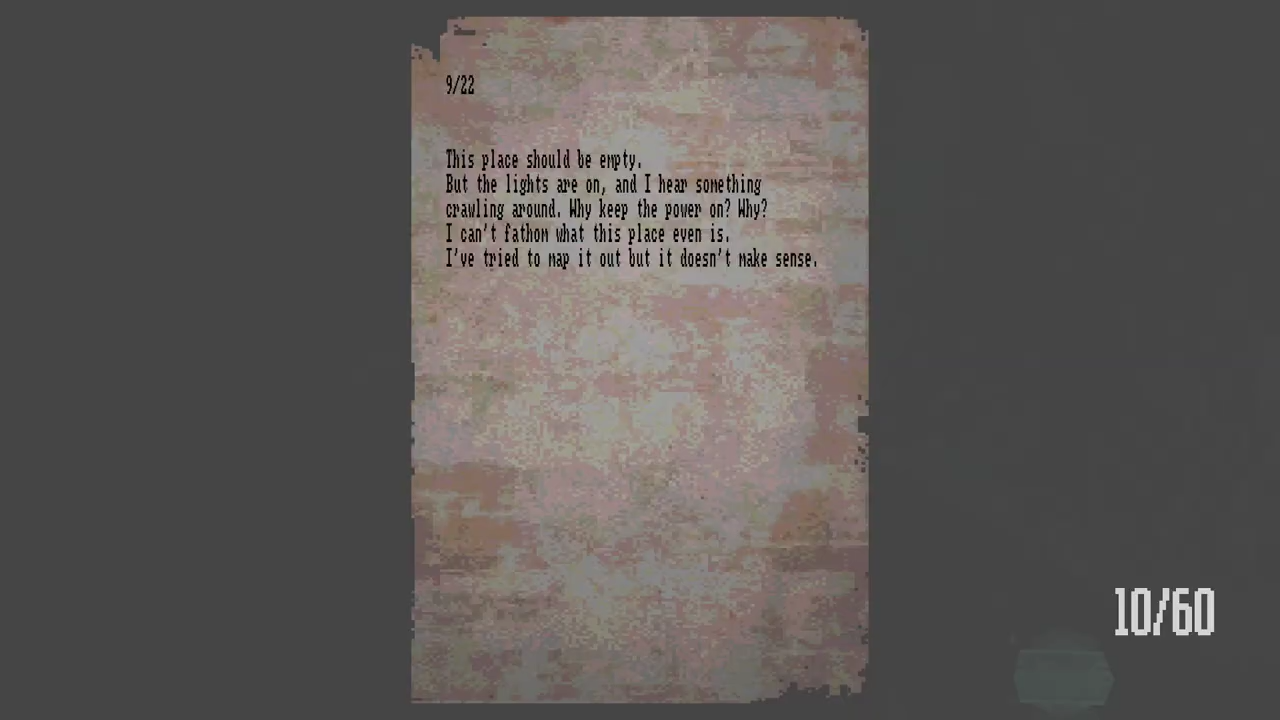 9/22
This place should be empty.
But the lights are on, and I hear something
crawling around. Why keep the power on? Why?
I can't fathom what this place even is.
I've tried to map it out but it doesn't make sense.
10/60